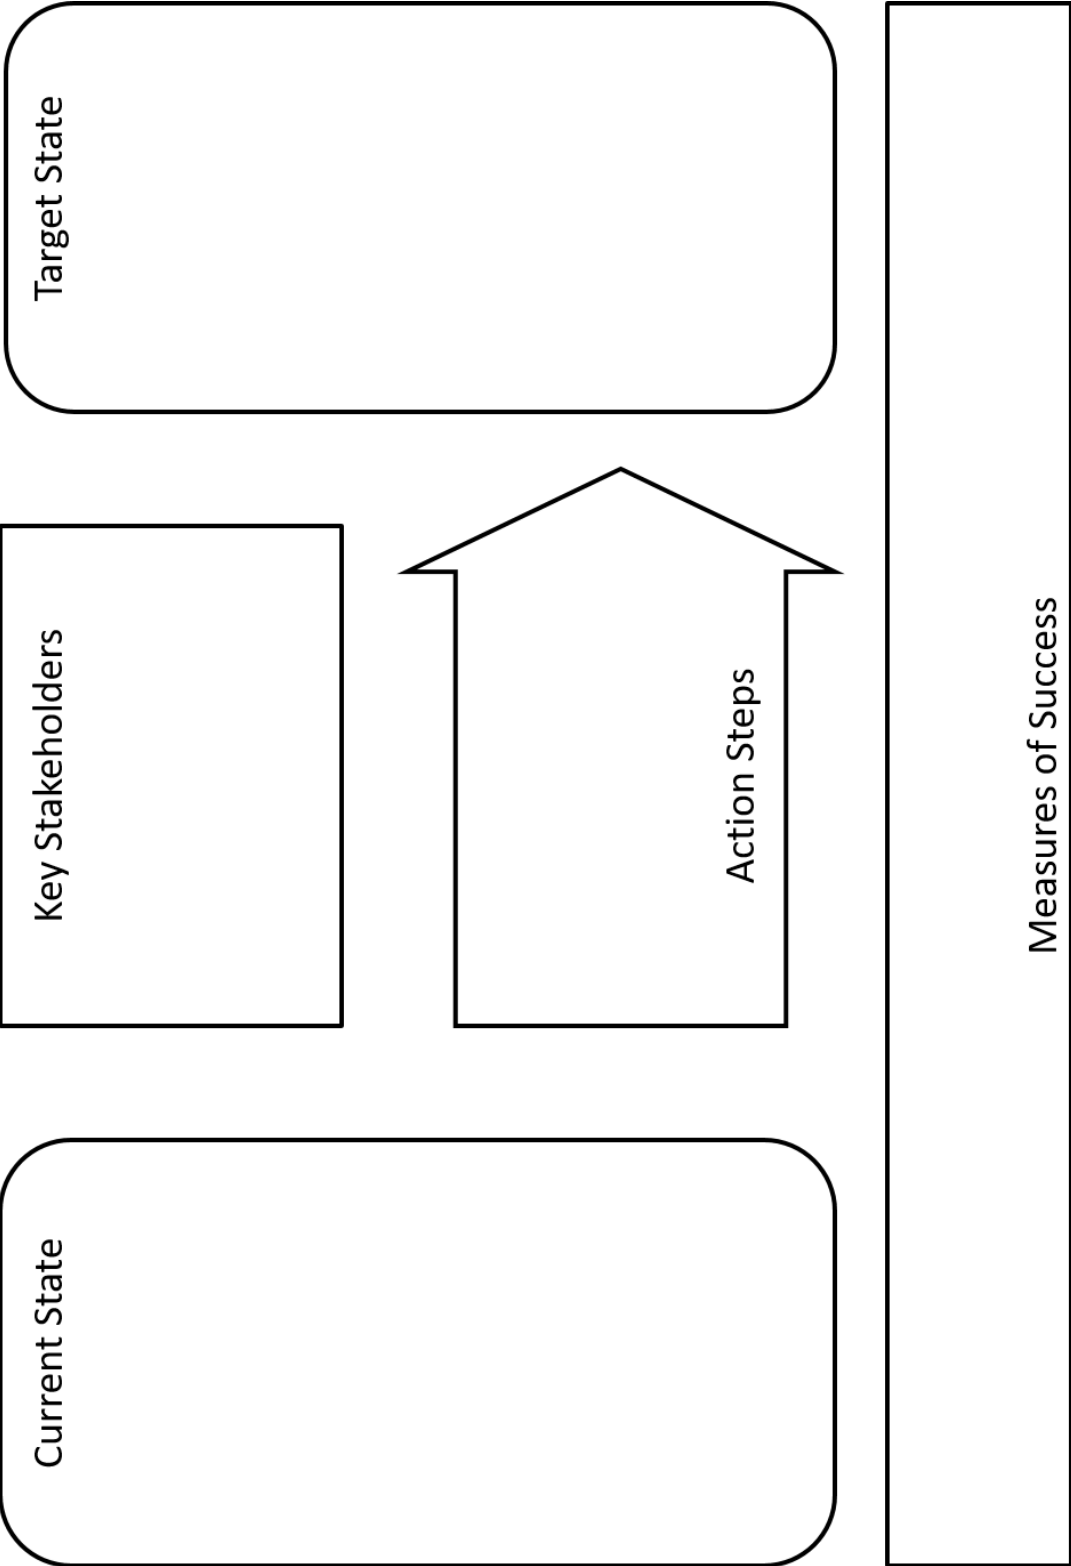 Current State
Key Stakeholders
Target State
Action Steps
Measures of Success